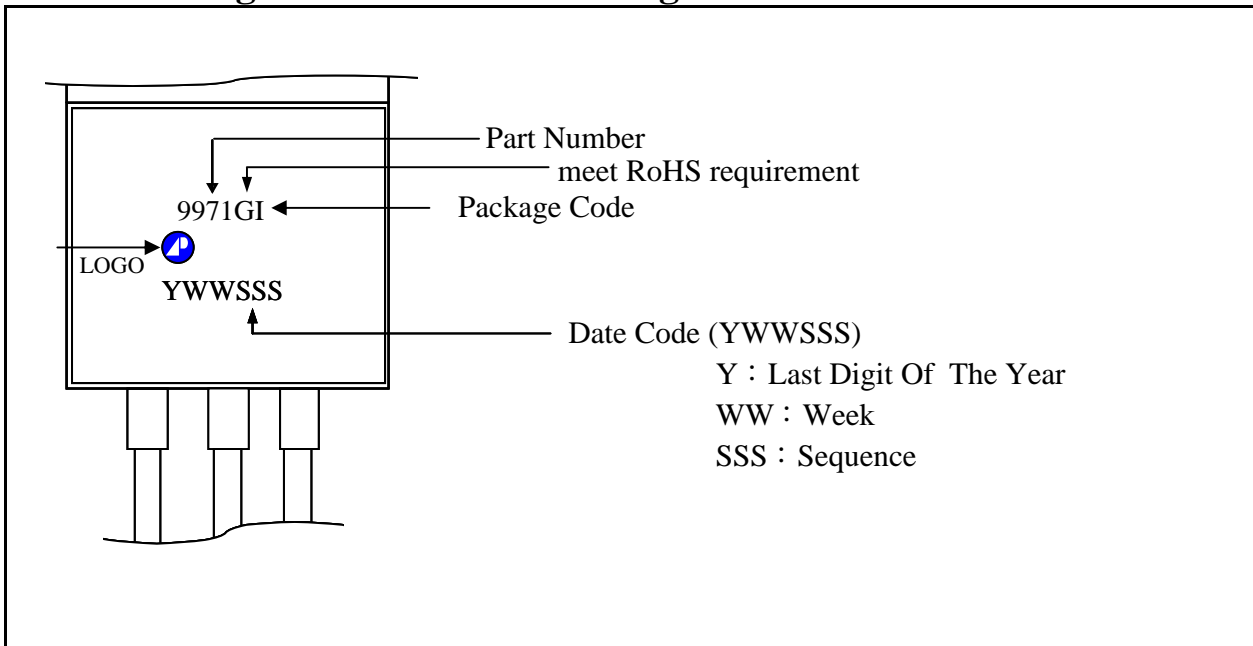 Part Number
meet RoHS requirement
9971GI
Package Code
LOGO
YWWSSS
Date Code (YWWSSS)
Y：Last Digit Of The Year
WW：Week
SSS：Sequence